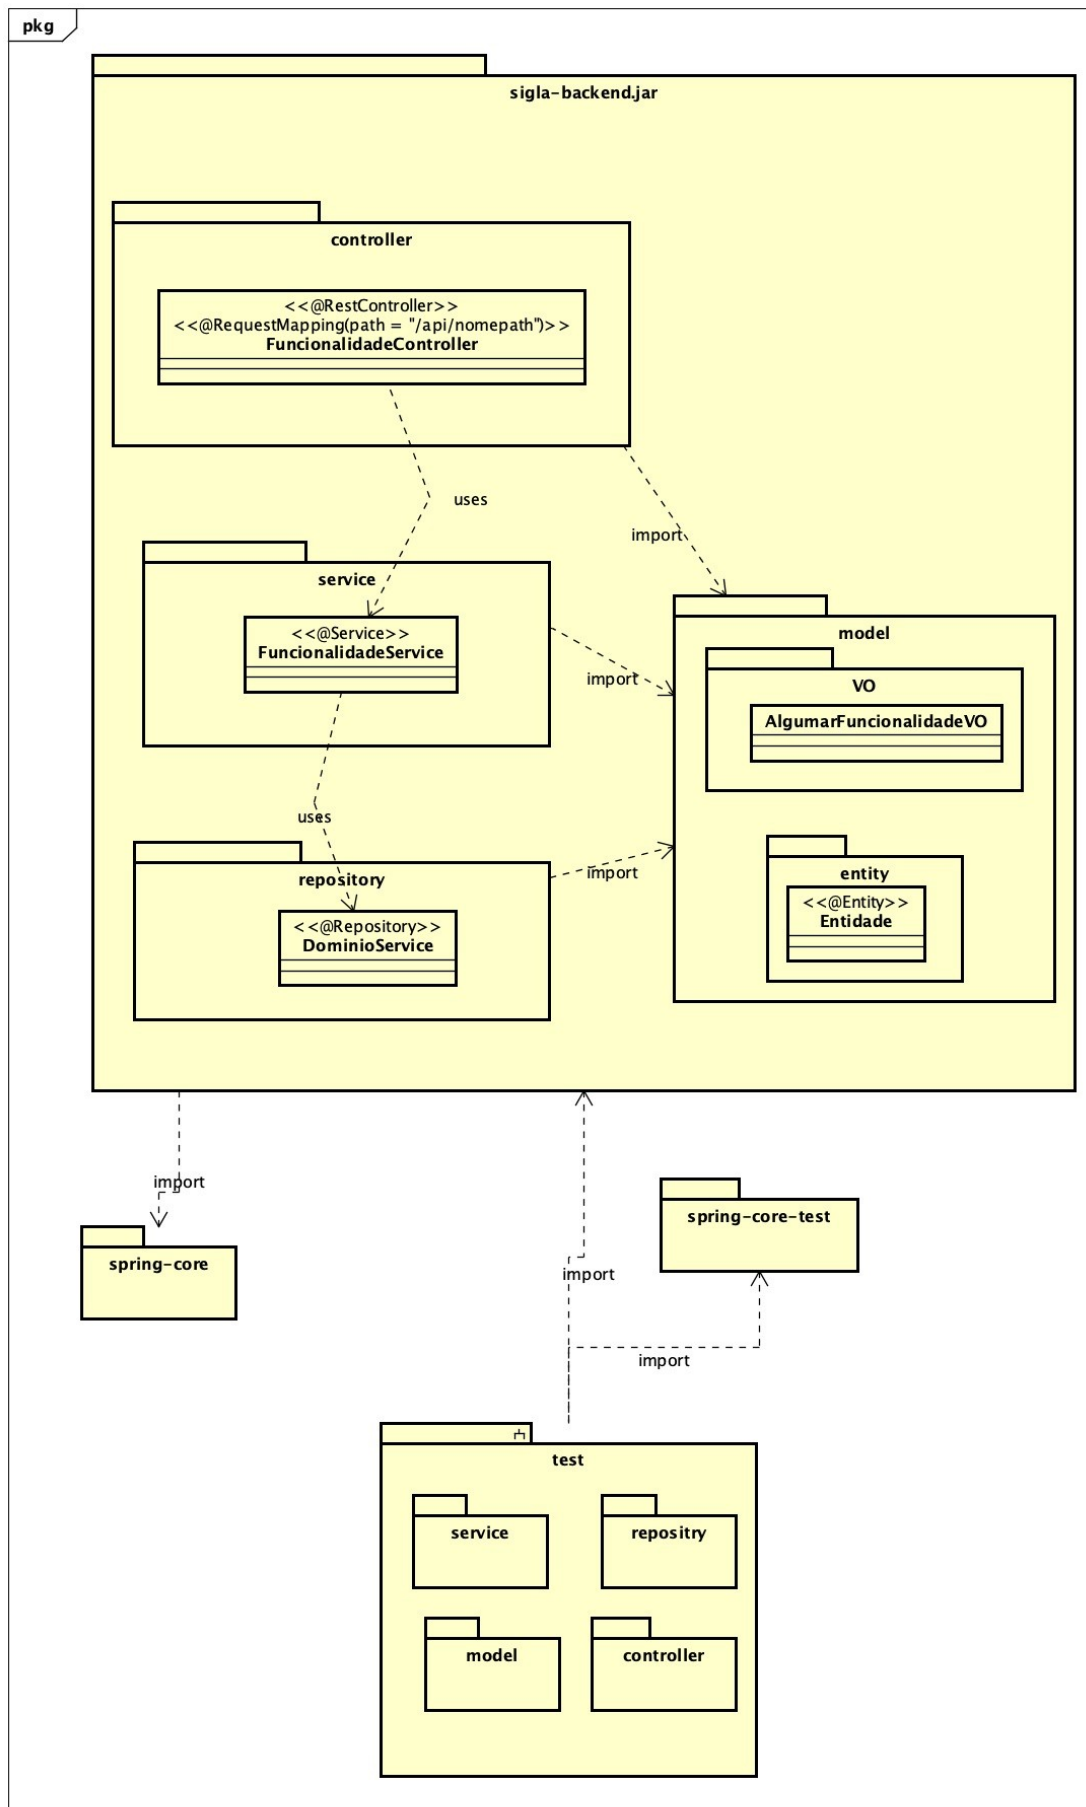 pkg
sigla-backend.jar
controller
<<@RestController>>
<<@RequestMapping(path = "/api/nomepath")>>
FuncionalidadeController
uses
import
service
<<@Service>>
FuncionalidadeService
import
model
VO
AlgumarFuncionalidadeVO
uses
repository
import
<<@Repository>>
DominioService
entity
<<@Entity>>
Entidade
import
spring-core
spring-core-test
import
import
test
service
repositry
model
controller